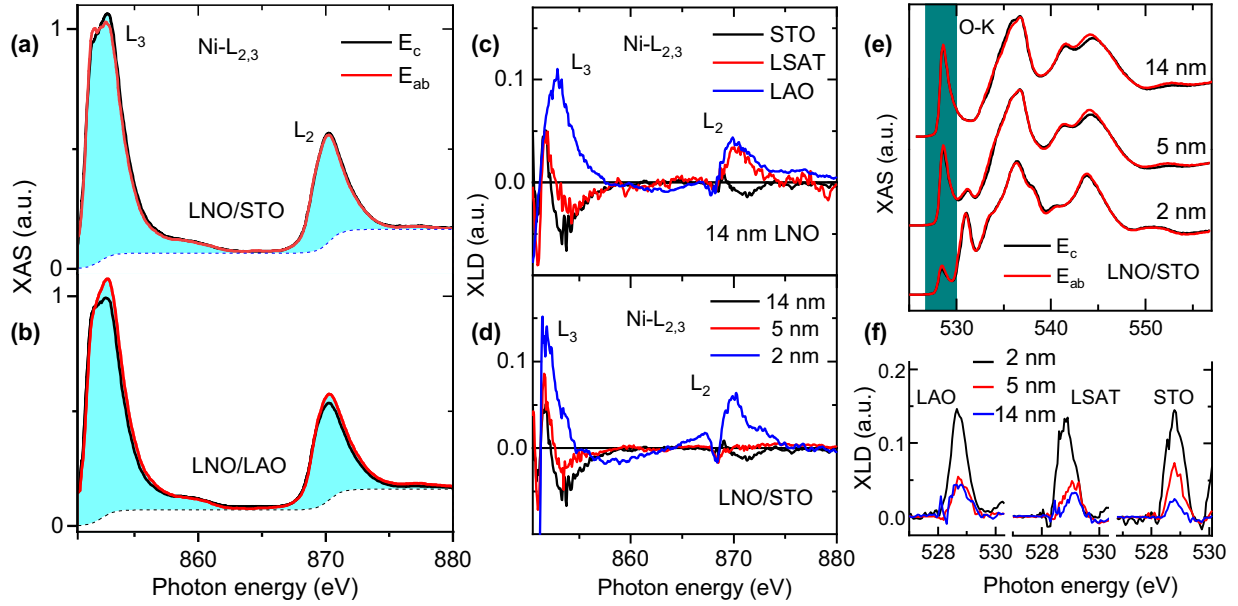 (a)
1
L3
Ni-L2,3
Ec
Eab
L2
LNO/STO
0
XAS (a.u.)
(b)
1
LNO/LAO
0
860
870
880
Photon energy (eV)
(c)
Ni-L2,3
STO
LSAT
LAO
0.1
L3
L2
0.0
14 nm LNO
XLD (a.u.)
(d)
Ni-L2,3
14 nm
5 nm
2 nm
L3
0.1
L2
0.0
LNO/STO
860
870
880
Photon energy (eV)
(e)
O-K
14 nm
5 nm
2 nm
XAS (a.u.)
Ec
Eab
LNO/STO
530
540
550
(f)
0.2
2 nm
5 nm
14 nm
LAO
LSAT
STO
0.1
0.0
XLD (a.u.)
528
530
528
530
528
530
Photon energy (eV)